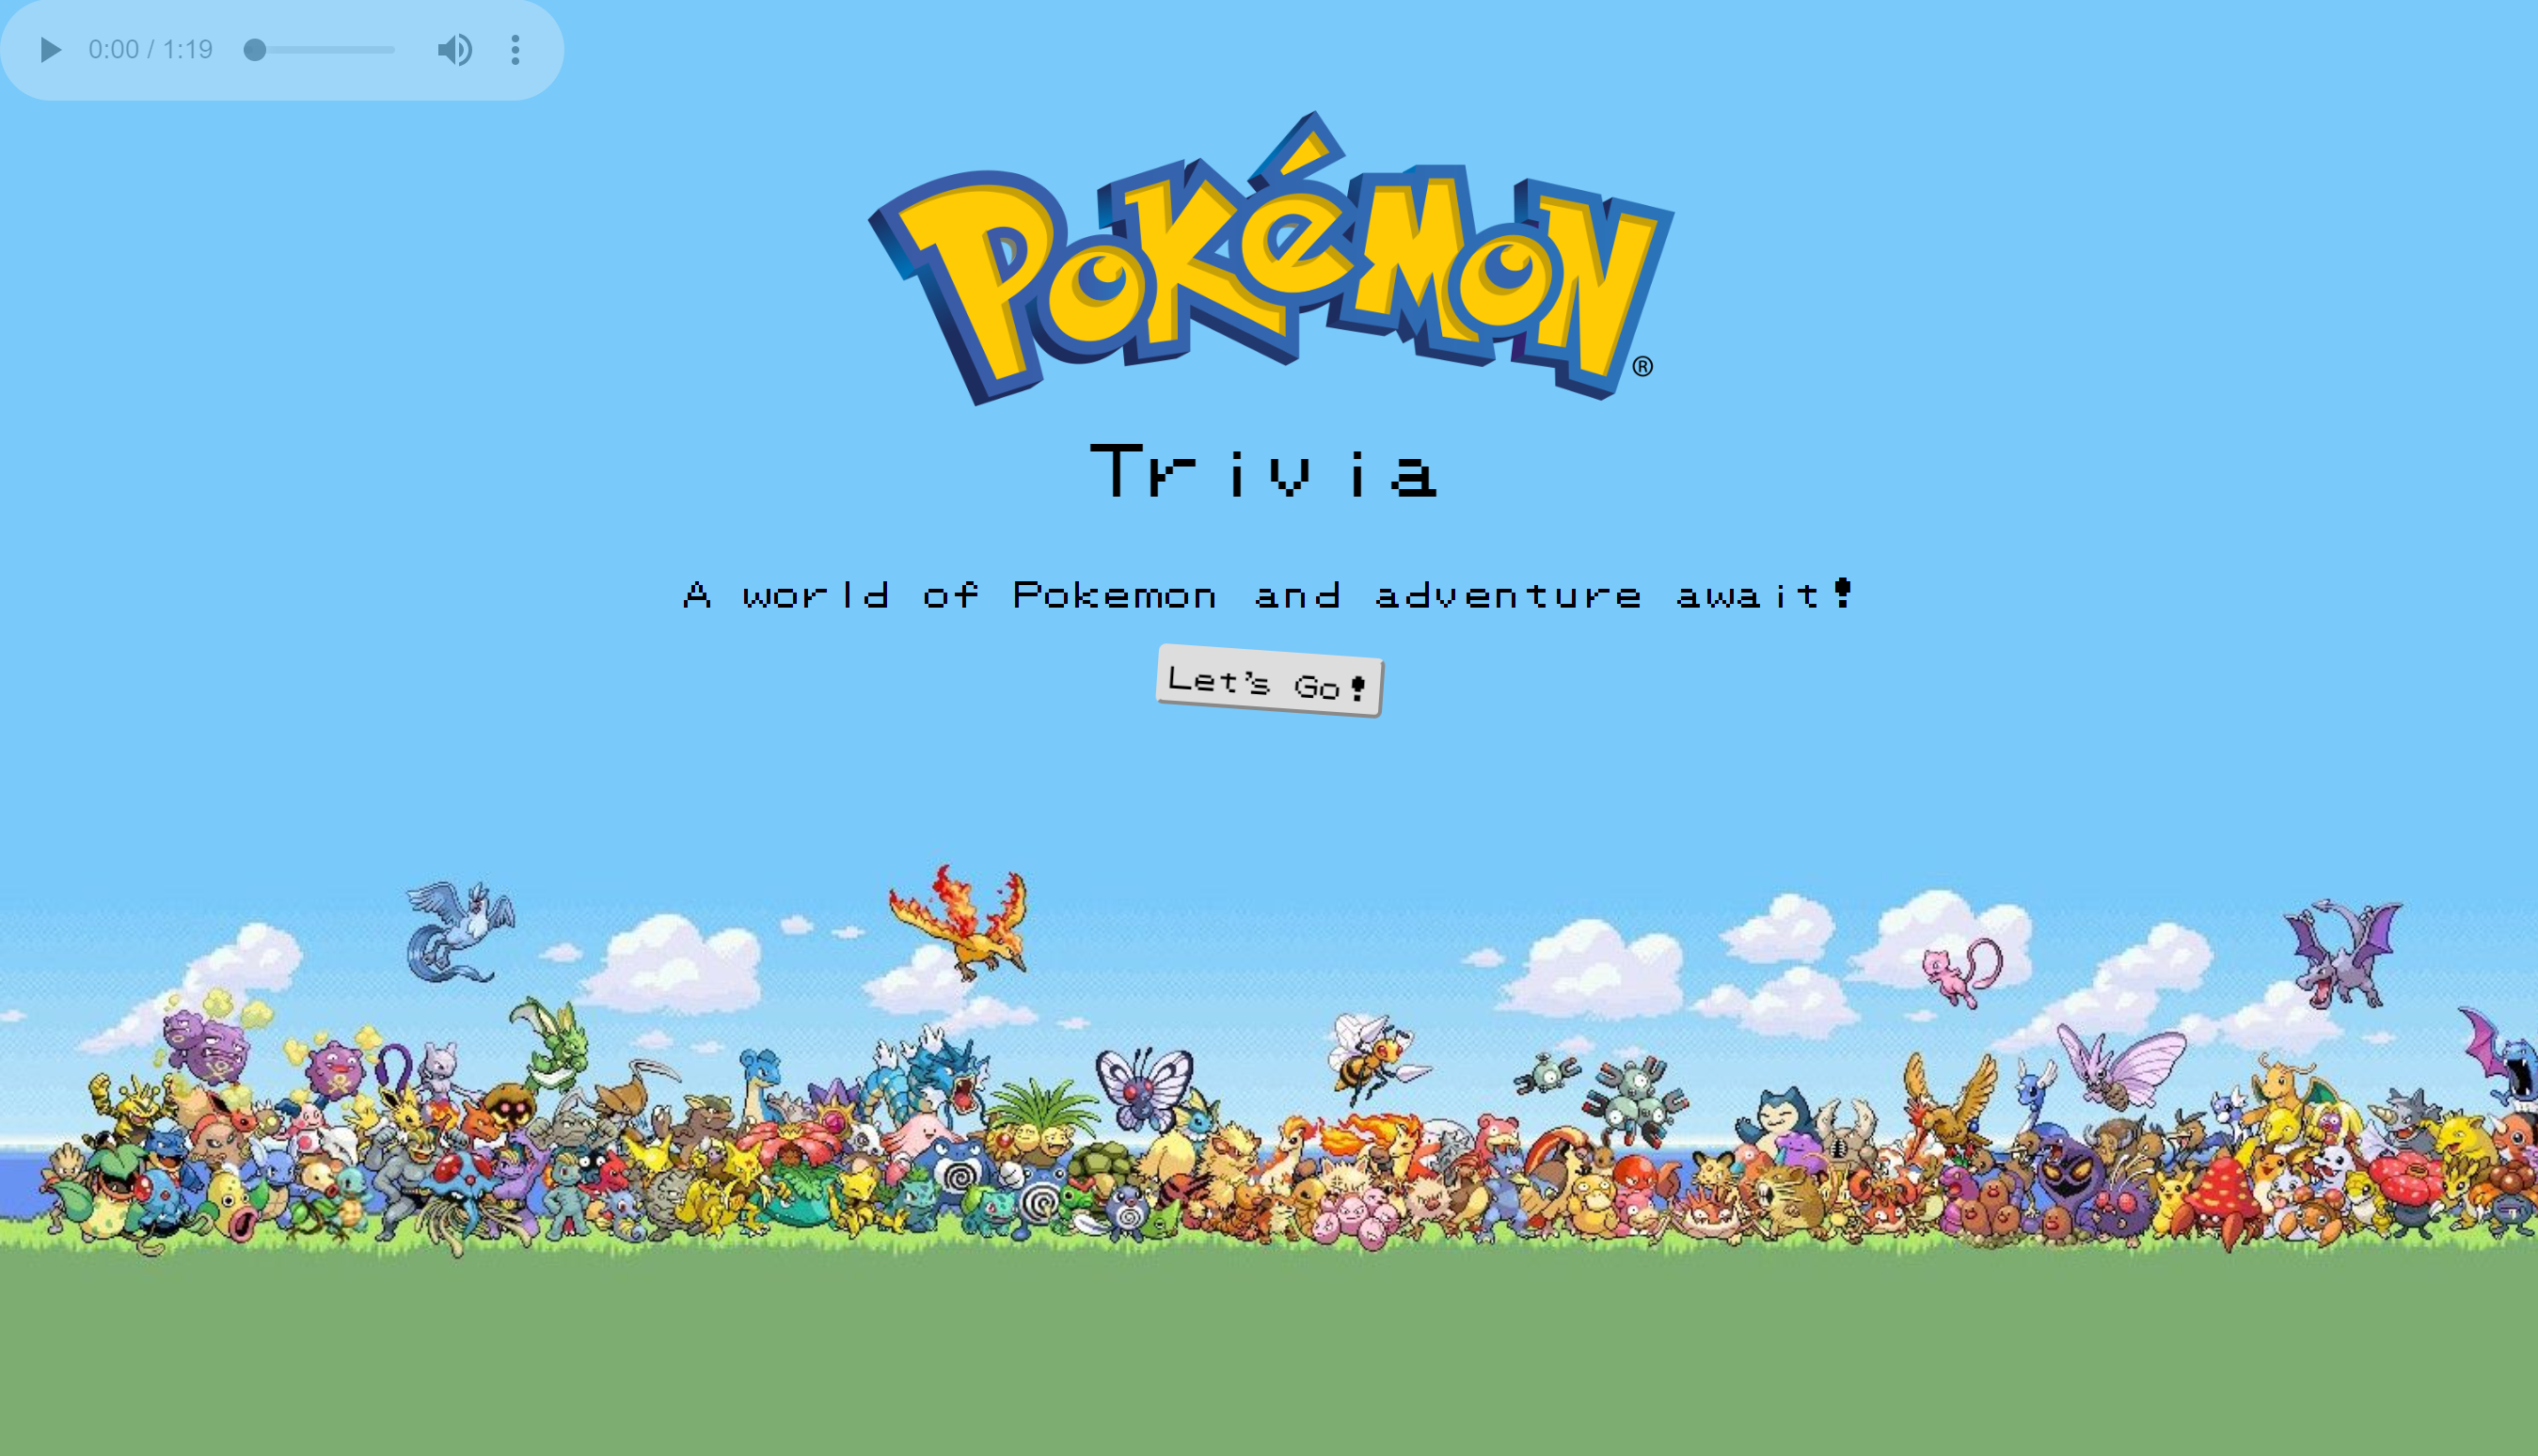 0:00 / 1:19
Pokémon
®
Trivia
A world of Pokemon and adventure await!
Let's Go!